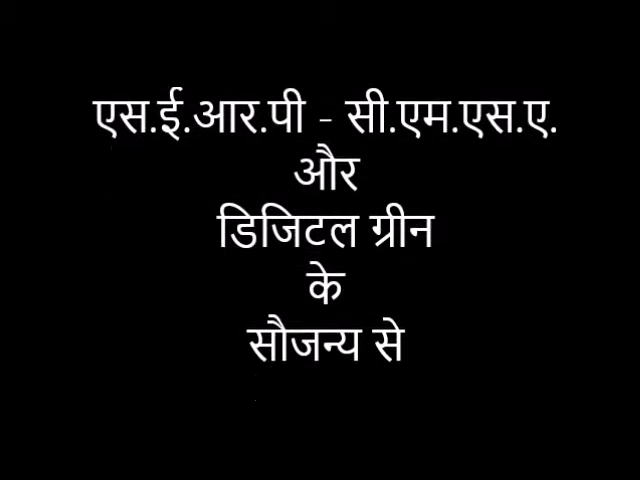 एस.ई.आर.पी - सी.एम.एस.ए.
और
डिजिटल ग्रीन
के
सौजन्य से